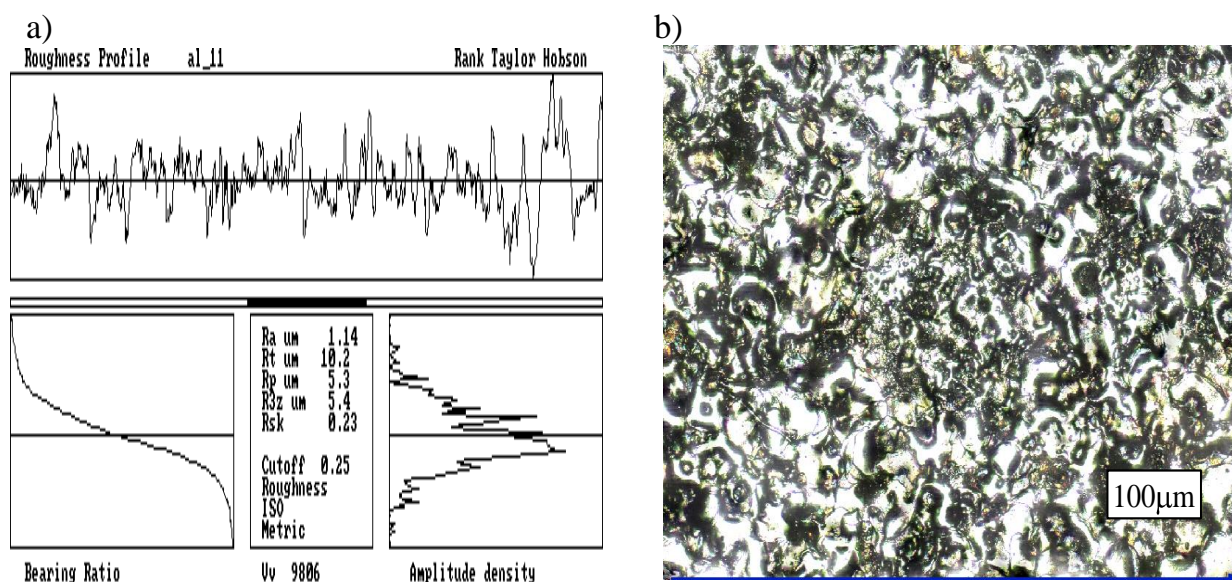 a)
Roughness Profile al_11 Rank Taylor Hobson
Ra um 1.14
Rt um 10.2
Rp um 5.3
R3z um 5.4
Rsk 0.23
Cutoff 0.25
Roughness
ISO
Metric
Bearing Ratio Vv 9806 Amplitude density
b)
100µm